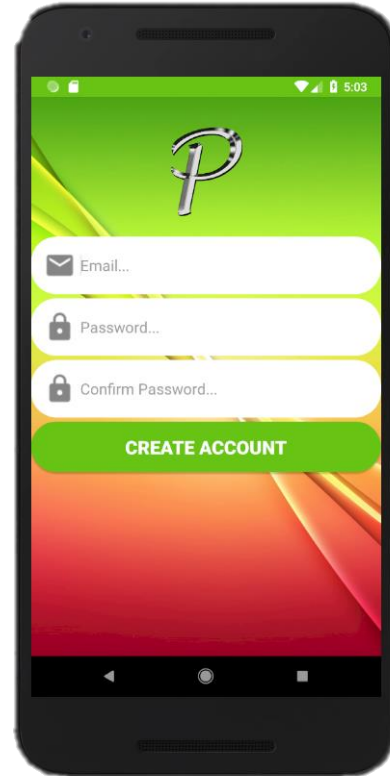 5:03
P
Email...
Password...
Confirm Password...
CREATE ACCOUNT